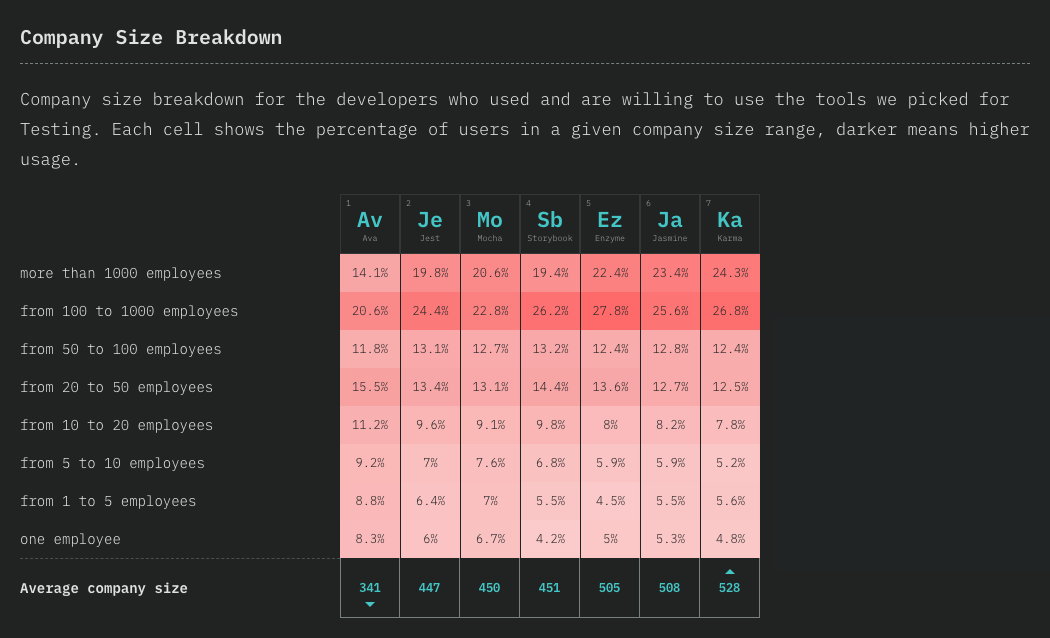 Company Size Breakdown
Company size breakdown for the developers who used and are willing to use the tools we picked for
Testing. Each cell shows the percentage of users in a given company size range, darker means higher
usage.
1 2 3 4 5 6 7
Av Je Mo Sb Ez Ja Ka
Ava Jest Mocha Storybook Enzyme Jasmine Karma
more than 1000 employees 14.1% 19.8% 20.6% 19.4% 22.4% 23.4% 24.3%
from 100 to 1000 employees 20.6% 24.4% 22.8% 26.2% 27.8% 25.6% 26.8%
from 50 to 100 employees 11.8% 13.1% 12.7% 13.2% 12.4% 12.8% 12.4%
from 20 to 50 employees 15.5% 13.4% 13.1% 14.4% 13.6% 12.7% 12.5%
from 10 to 20 employees 11.2% 9.6% 9.1% 9.8% 8% 8.2% 7.8%
from 5 to 10 employees 9.2% 7% 7.6% 6.8% 5.9% 5.9% 5.2%
from 1 to 5 employees 8.8% 6.4% 7% 5.5% 4.5% 5.5% 5.6%
one employee 8.3% 6% 6.7% 4.2% 5% 5.3% 4.8%
Average company size 341 447 450 451 505 508 528